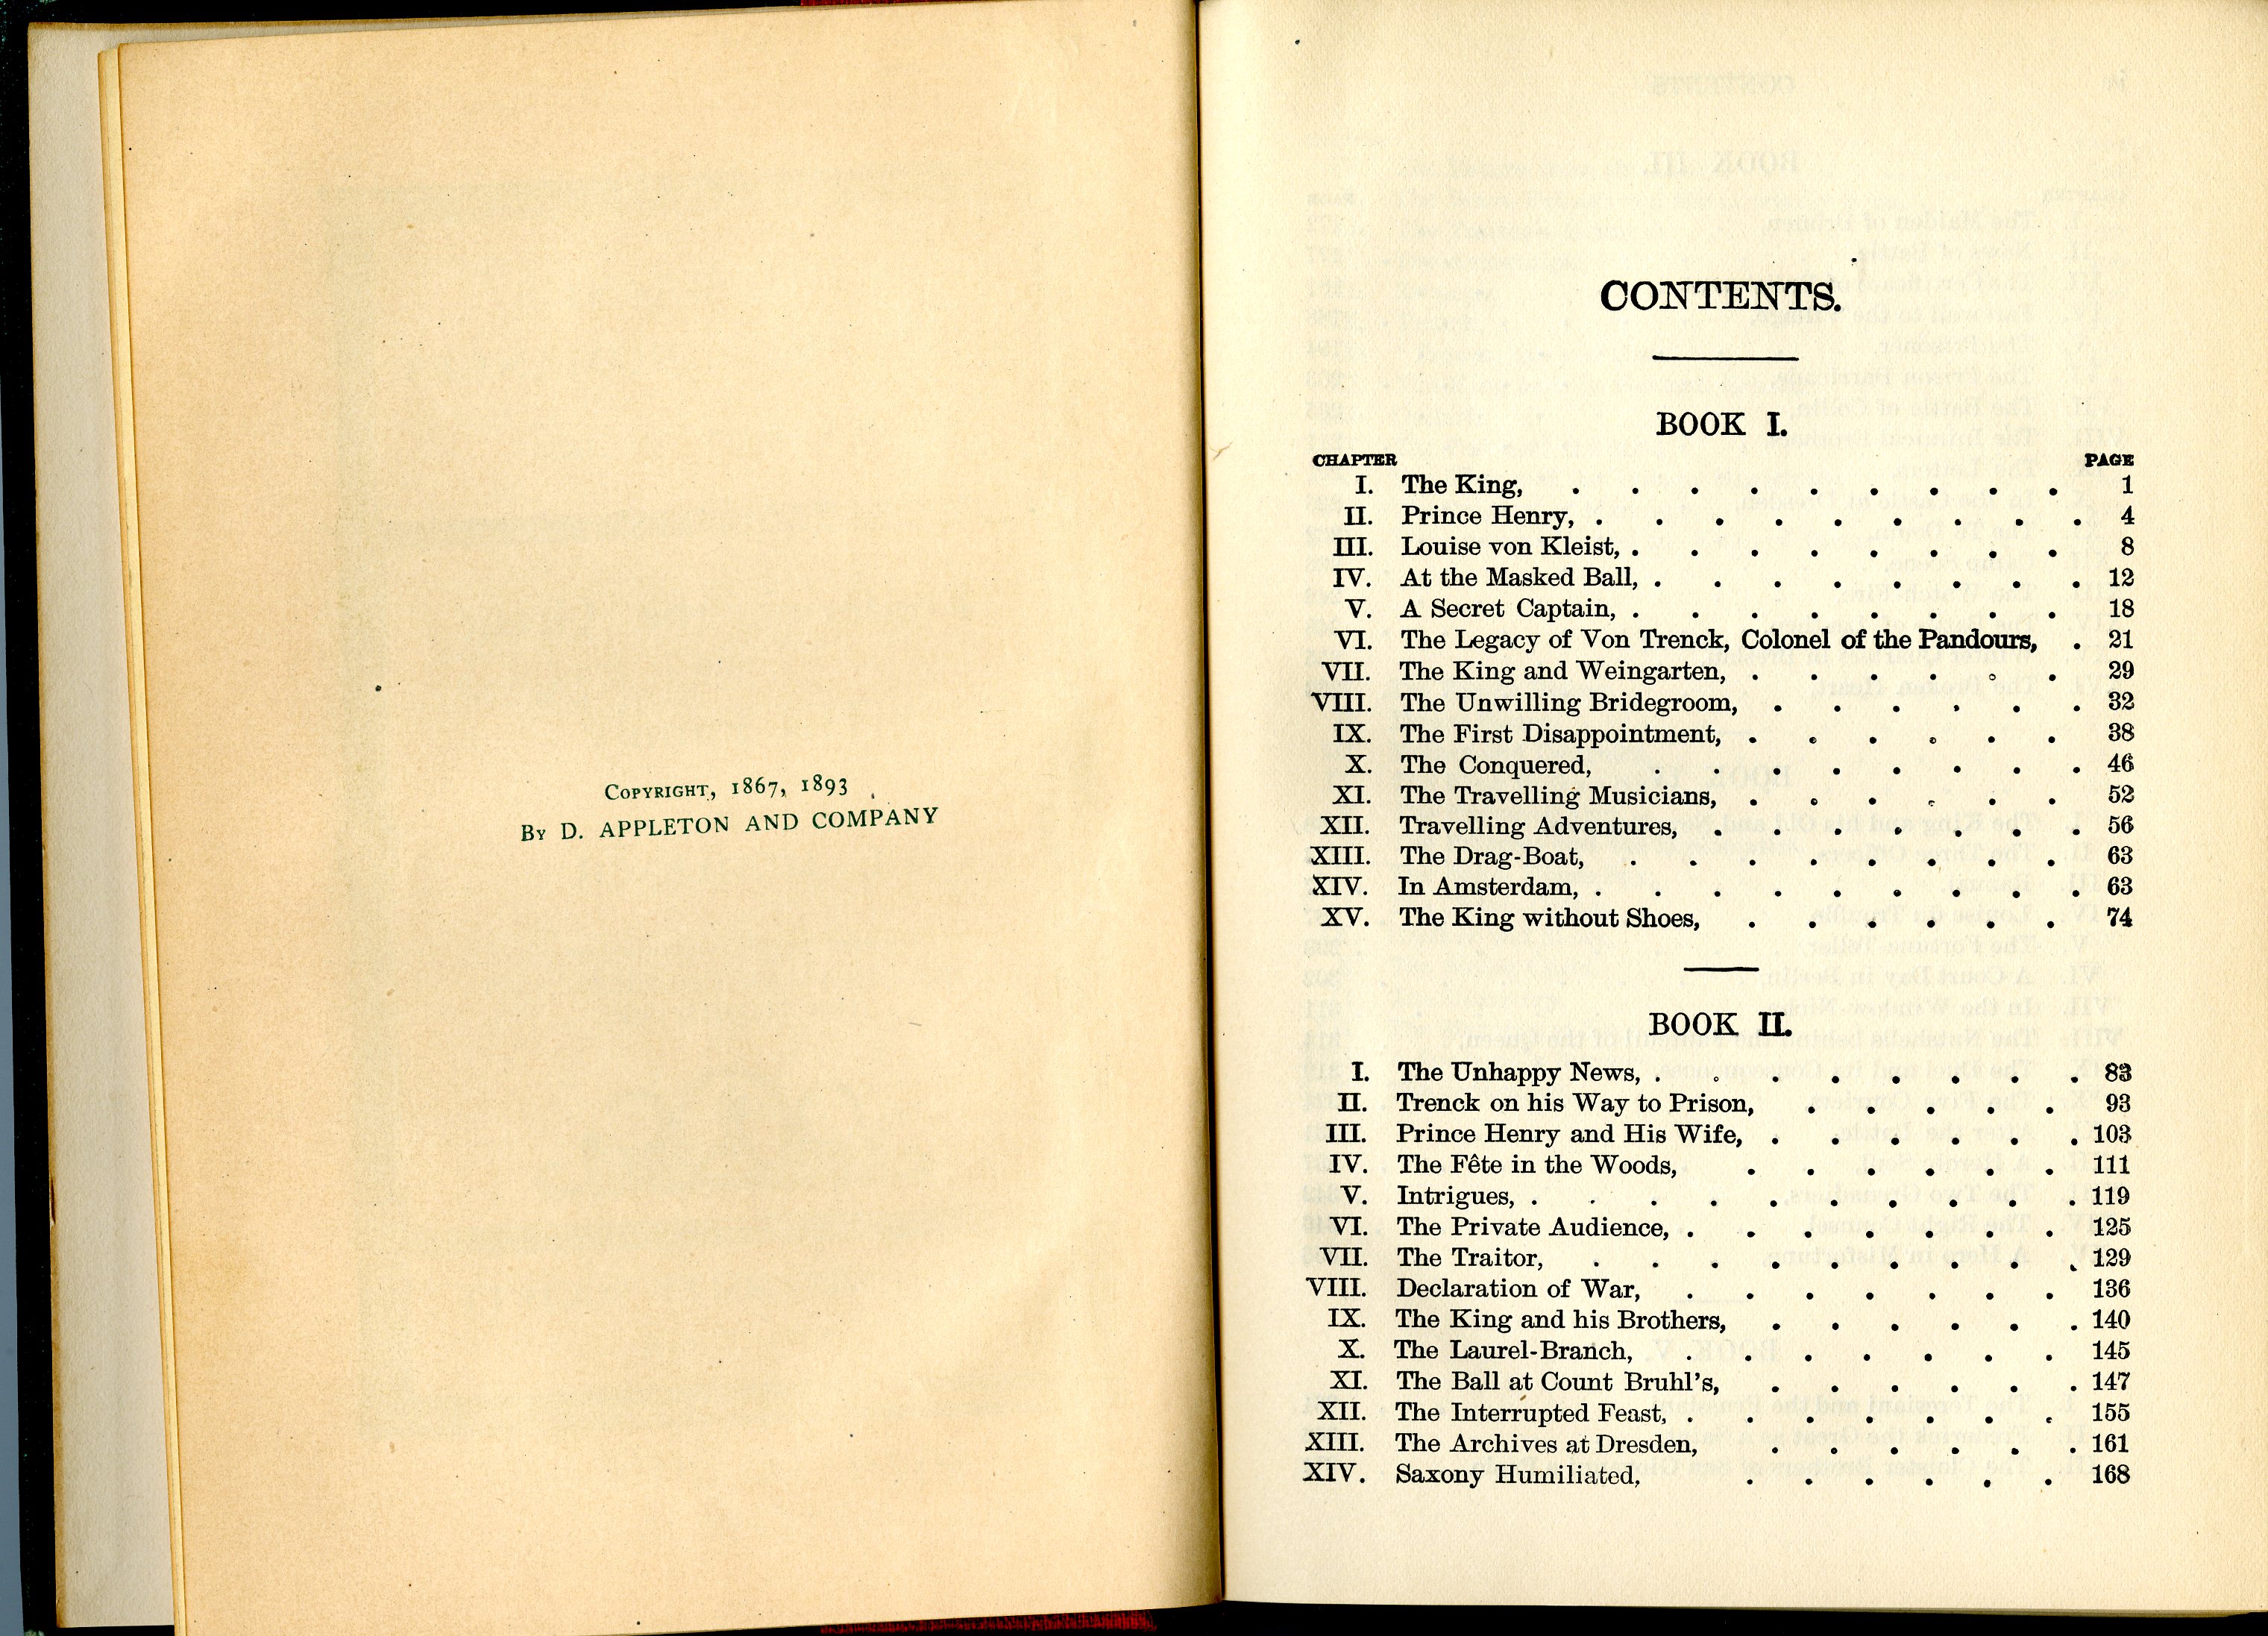 COPYRIGHT, 1867, 1893
BY D. APPLETON AND COMPANY
CONTENTS.
BOOK I.
CHAPTER PAGE
I. The King, . . . . . . . . . 1
II. Prince Henry, . . . . . . . . . 4
III. Louise von Kleist, . . . . . . . . 8
IV. At the Masked Ball, . . . . . . . . 12
V. A Secret Captain, . . . . . . . . 18
VI. The Legacy of Von Trenck, Colonel of the Pandours, . 21
VII. The King and Weingarten, . . . . . . 29
VIII. The Unwilling Bridegroom, . . . . . . 32
IX. The First Disappointment, . . . . . . 38
X. The Conquered, . . . . . . . . 46
XI. The Travelling Musicians, . . . . . . 52
XII. Travelling Adventures, . . . . . . . 56
XIII. The Drag-Boat, . . . . . . . . 63
XIV. In Amsterdam, . . . . . . . . . 63
XV. The King without Shoes, . . . . . . 74
BOOK II.
I. The Unhappy News, . . . . . . . . 83
II. Trenck on his Way to Prison, . . . . . 93
III. Prince Henry and His Wife, . . . . . . 103
IV. The Fête in the Woods, . . . . . . 111
V. Intrigues, . . . . . . . . . . 119
VI. The Private Audience, . . . . . . . 125
VII. The Traitor, . . . . . . . . . 129
VIII. Declaration of War, . . . . . . . 136
IX. The King and his Brothers, . . . . . . 140
X. The Laurel-Branch, . . . . . . . 145
XI. The Ball at Count Bruhl's, . . . . . . 147
XII. The Interrupted Feast, . . . . . . . 155
XIII. The Archives at Dresden, . . . . . . 161
XIV. Saxony Humiliated, . . . . . . 168